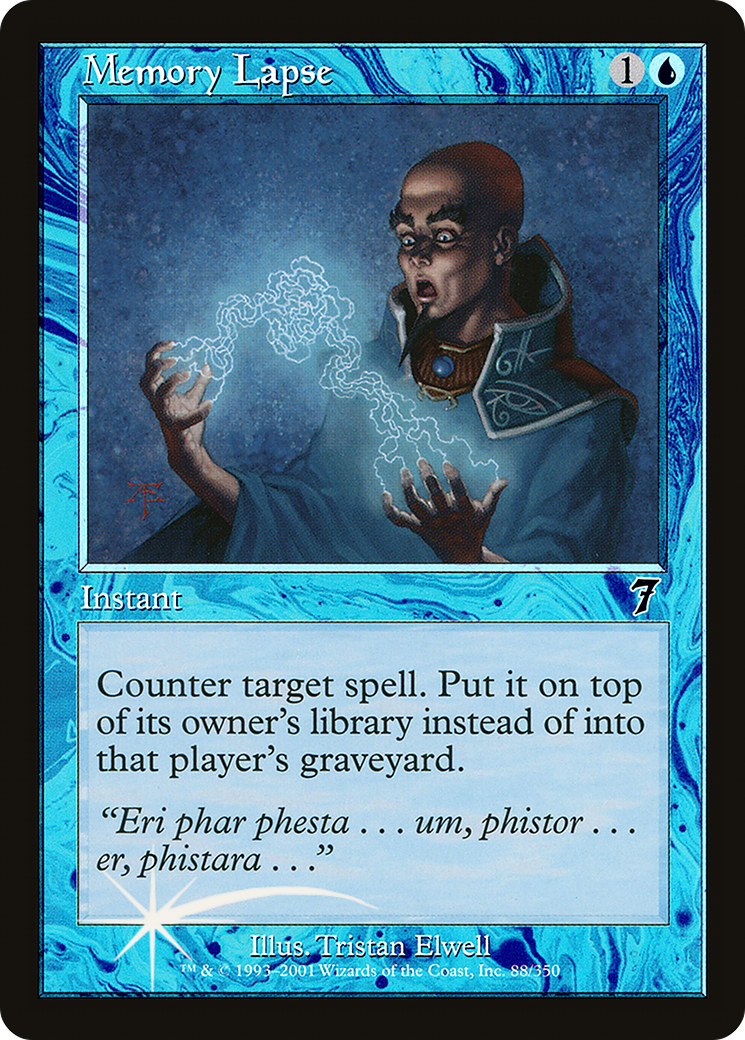 Memory Lapse 1
Instant 7
Counter target spell. Put it on top
of its owner's library instead of into
that player's graveyard.
“Eri phar phesta . . . um, phistor . . .
er, phistara . . .”
Illus. Tristan Elwell
™ & © 1993–2001 Wizards of the Coast, Inc. 88/350